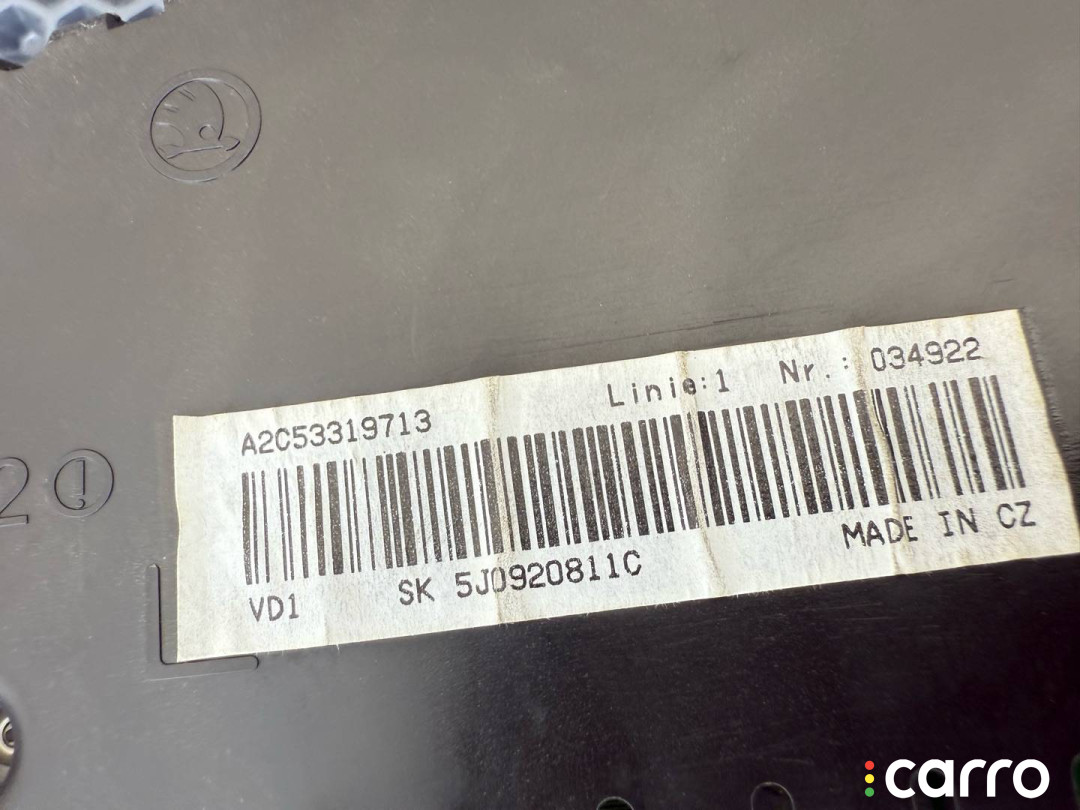 A2C53319713 Linie:1 Nr.: 034922
VD1 SK 5J0920811C MADE IN CZ
2
carro